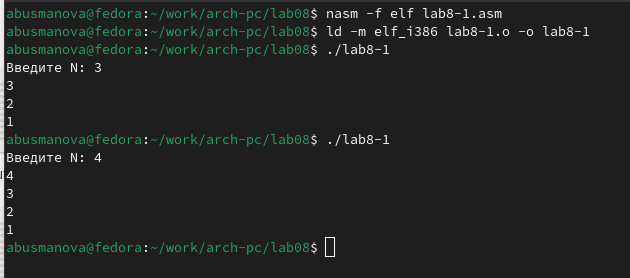 abusmanova@fedora:~/work/arch-pc/lab08$ nasm -f elf lab8-1.asm
abusmanova@fedora:~/work/arch-pc/lab08$ ld -m elf_i386 lab8-1.o -o lab8-1
abusmanova@fedora:~/work/arch-pc/lab08$ ./lab8-1
Введите N: 3
3
2
1
abusmanova@fedora:~/work/arch-pc/lab08$ ./lab8-1
Введите N: 4
4
3
2
1
abusmanova@fedora:~/work/arch-pc/lab08$